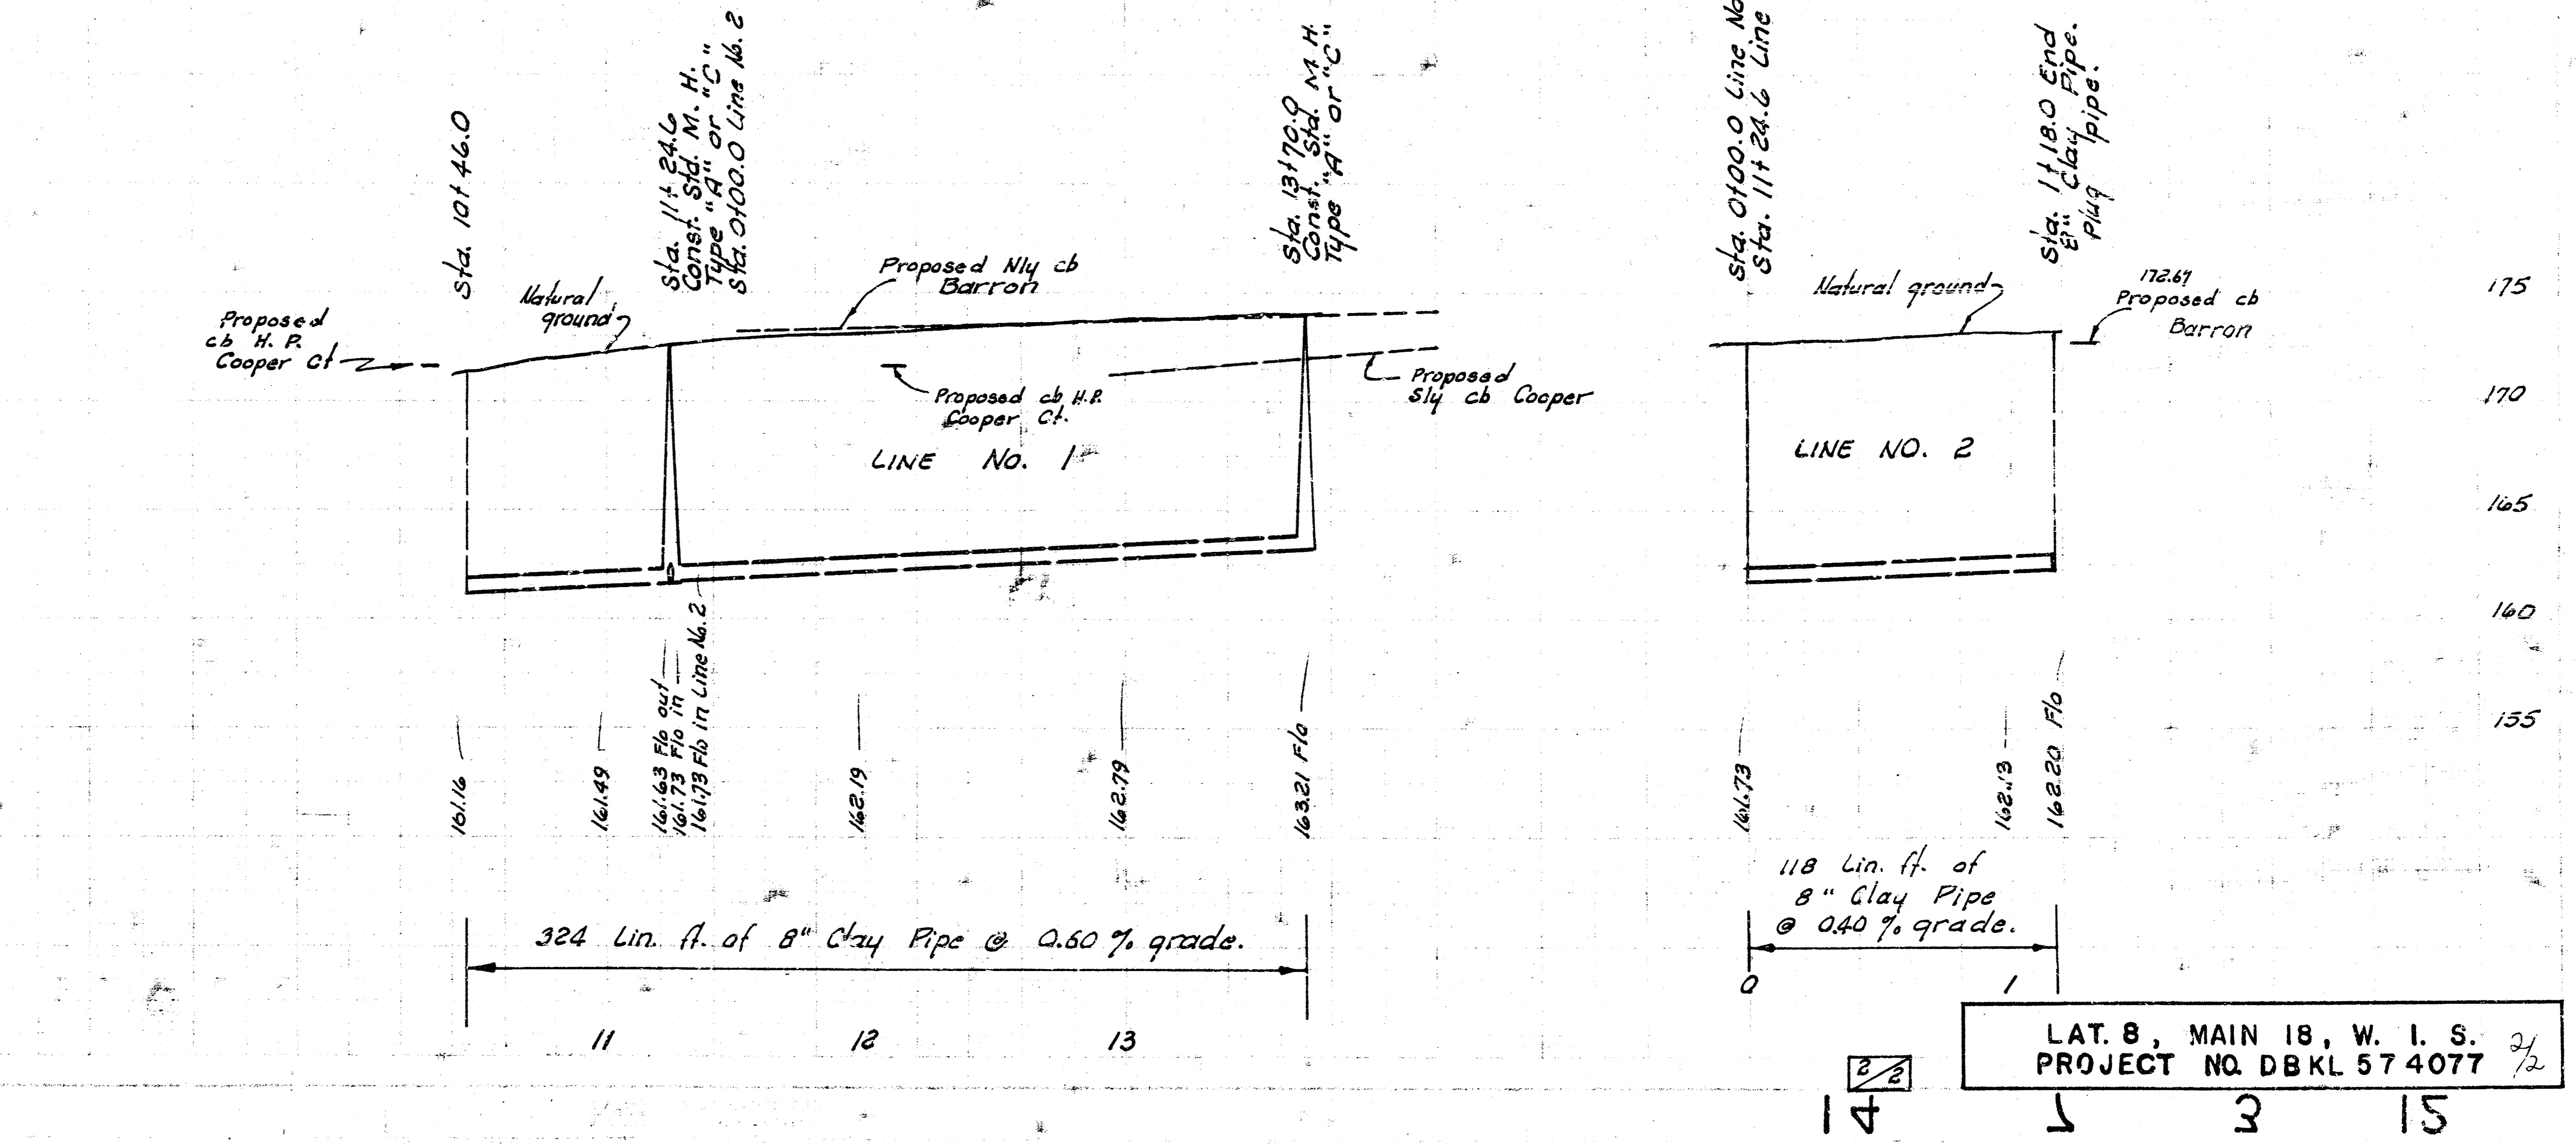 Sta. 10+46.0
Sta. 11+24.6
Const. Std. M. H.
Type "A" or "C"
Sta. 0+00.0 Line No. 2
Sta. 13+70.0
Const. Std. M. H.
Type "A" or "C"
Sta. 0+00.0 Line No
Sta. 11+24.6 Line
Sta. 1+18.0 End
8" Clay Pipe.
Plug pipe.
Proposed
cb H. P.
Cooper Ct
Natural
ground
Proposed Nly cb
Barron
Proposed cb H.P.
Cooper Ct.
Proposed
Sly cb Cooper
LINE No. 1
Natural ground
172.67
Proposed cb
Barron
LINE NO. 2
175
170
165
160
155
161.16
161.49
161.63 Flo out
161.73 Flo in
161.73 Flo in Line No. 2
162.19
162.79
163.21 Flo
161.73
162.13
162.20 Flo
324 Lin. ft. of 8" Clay Pipe @ 0.60 % grade.
118 Lin. ft. of
8" Clay Pipe
@ 0.40 % grade.
11
12
13
0
1
LAT. 8, MAIN 18, W. I. S.
PROJECT NO. DBKL 574077
2/2
2/2
14
3
15